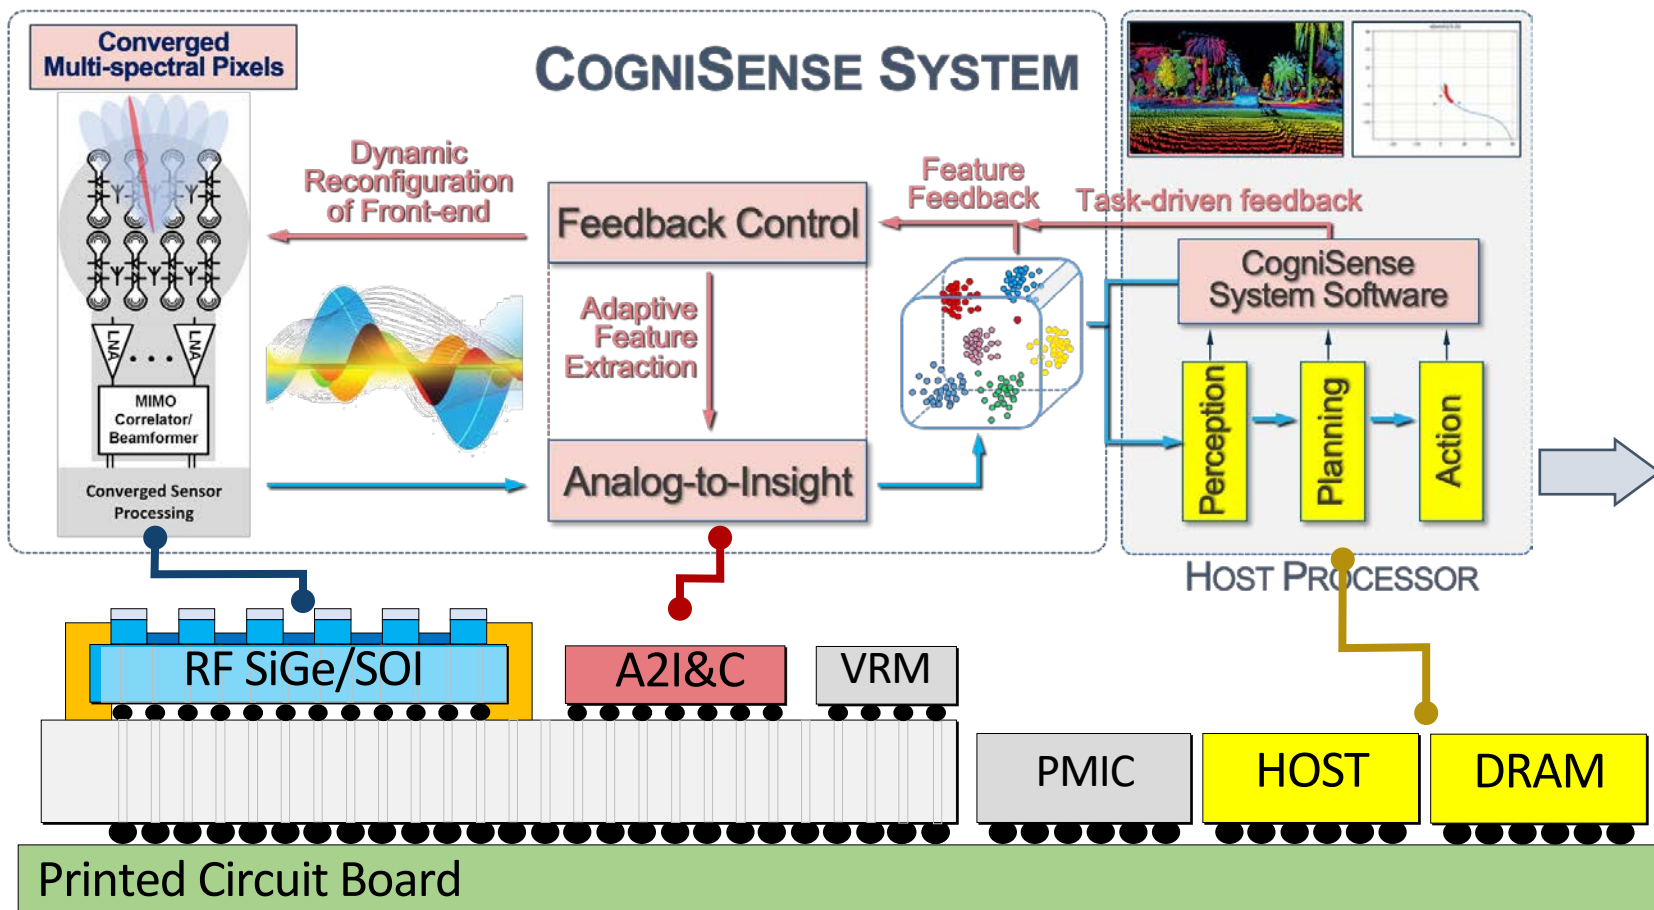 Converged
Multi-spectral Pixels
COGNISENSE SYSTEM
Dynamic
Reconfiguration
of Front-end
Feedback Control
Feature
Feedback
Task-driven feedback
CogniSense
System Software
Adaptive
Feature
Extraction
LNA
LNA
MIMO
Correlator/
Beamformer
Converged Sensor
Processing
Analog-to-Insight
Perception
Planning
Action
HOST PROCESSOR
RF SiGe/SOI
A2I&C
VRM
PMIC
HOST
DRAM
Printed Circuit Board